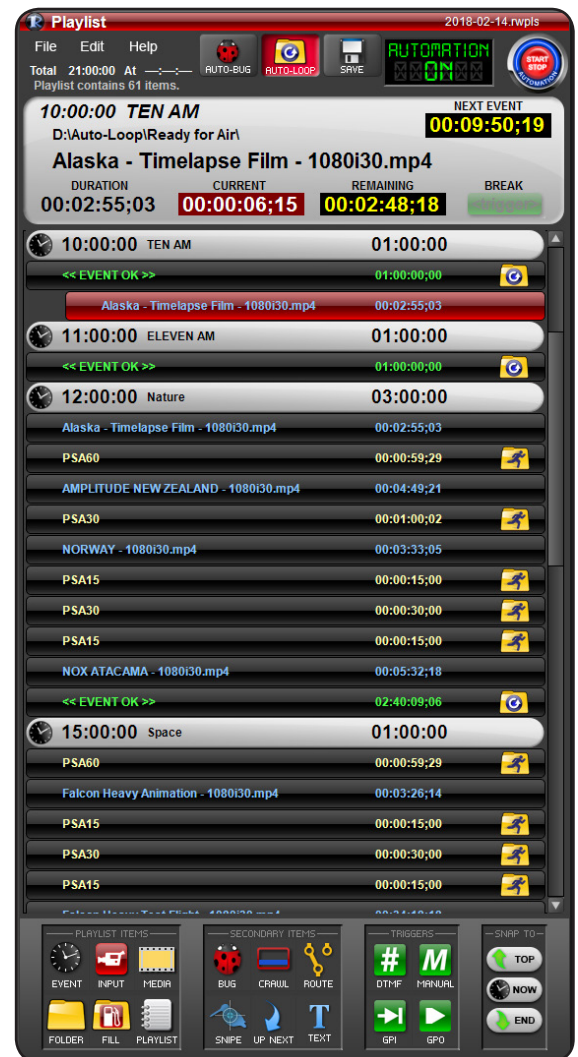 R Playlist 2018-02-14.rwpls
File Edit Help
AUTO-BUG AUTO-LOOP SAVE
AUTOMATION
ON
START
STOP
AUTOMATION
Total 21:00:00 At —:—:—
Playlist contains 61 items.
10:00:00 TEN AM NEXT EVENT
D:\Auto-Loop\Ready for Air\ 00:09:50;19
Alaska - Timelapse Film - 1080i30.mp4
DURATION CURRENT REMAINING BREAK
00:02:55;03 00:00:06;15 00:02:48;18
10:00:00 TEN AM 01:00:00
<< EVENT OK >> 01:00:00;00
Alaska - Timelapse Film - 1080i30.mp4 00:02:55;03
11:00:00 ELEVEN AM 01:00:00
<< EVENT OK >> 01:00:00;00
12:00:00 Nature 03:00:00
Alaska - Timelapse Film - 1080i30.mp4 00:02:55;03
PSA60 00:00:59;29
AMPLITUDE NEW ZEALAND - 1080i30.mp4 00:04:49;21
PSA30 00:01:00;02
NORWAY - 1080i30.mp4 00:03:33;05
PSA15 00:00:15;00
PSA30 00:00:30;00
PSA15 00:00:15;00
NOX ATACAMA - 1080i30.mp4 00:05:32;18
<< EVENT OK >> 02:40:09;06
15:00:00 Space 01:00:00
PSA60 00:00:59;29
Falcon Heavy Animation - 1080i30.mp4 00:03:26;14
PSA15 00:00:15;00
PSA30 00:00:30;00
PSA15 00:00:15;00
PLAYLIST ITEMS SECONDARY ITEMS TRIGGERS SNAP TO
# M TOP
EVENT INPUT MEDIA BUG CRAWL ROUTE DTMF MANUAL
NOW
T END
FOLDER FILL PLAYLIST SNIPE UP NEXT TEXT GPI GPO